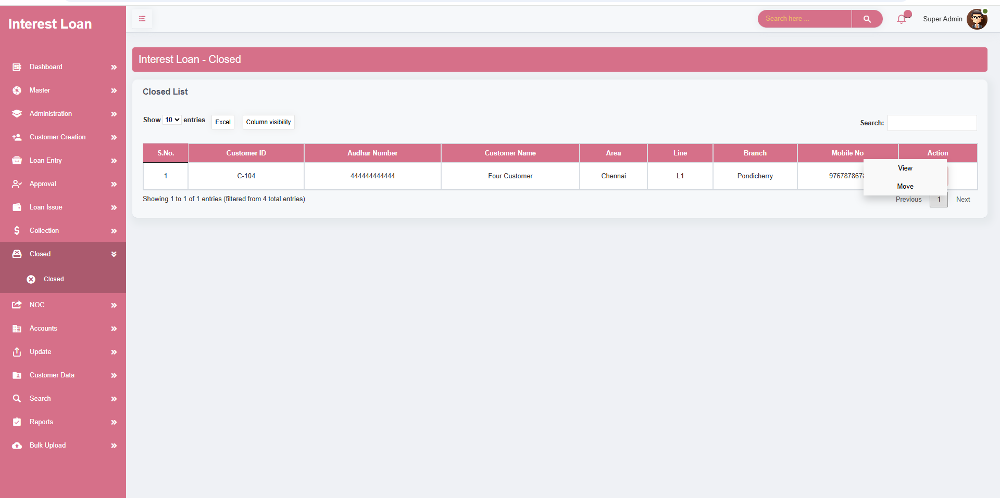 Interest Loan
Search here ...
Super Admin
Dashboard
Master
Administration
Customer Creation
Loan Entry
Approval
Loan Issue
Collection
Closed
Closed
NOC
Accounts
Update
Customer Data
Search
Reports
Bulk Upload
Interest Loan - Closed
Closed List
Show 10 entries Excel Column visibility
Search:
S.No. Customer ID Aadhar Number Customer Name Area Line Branch Mobile No Action
1 C-104 444444444444 Four Customer Chennai L1 Pondicherry
View
Move
Showing 1 to 1 of 1 entries (filtered from 4 total entries)
Previous 1 Next